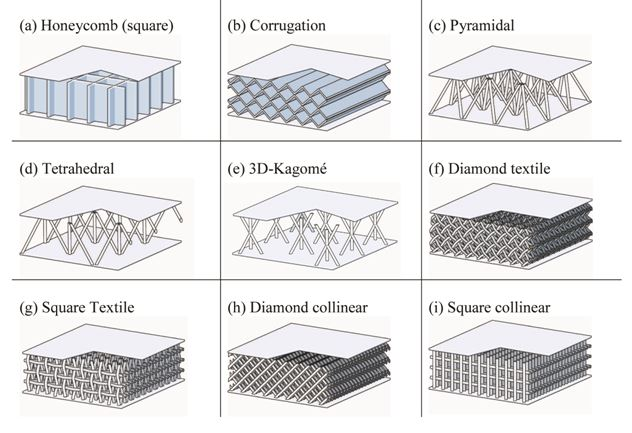 (a) Honeycomb (square)
(b) Corrugation
(c) Pyramidal
(d) Tetrahedral
(e) 3D-Kagomé
(f) Diamond textile
(g) Square Textile
(h) Diamond collinear
(i) Square collinear